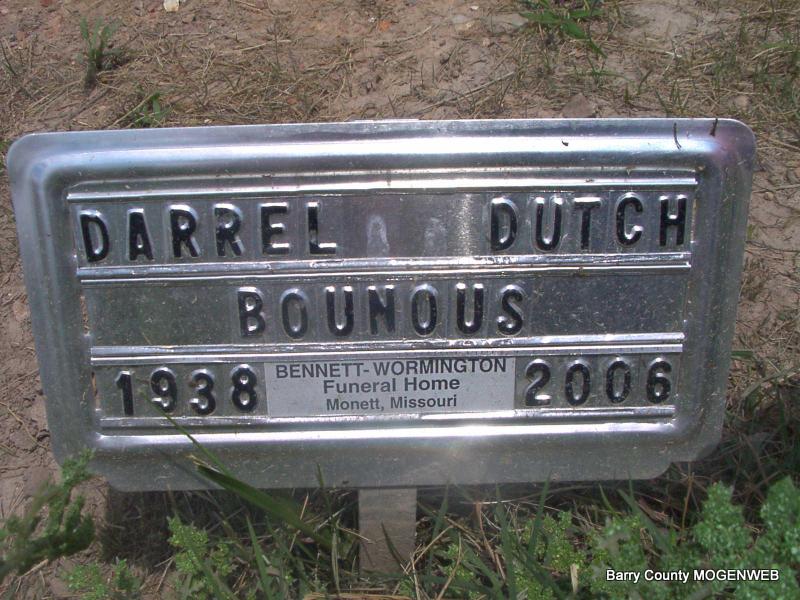 DARREL DUTCH
BOUNOUS
1938 BENNETT-WORMINGTON 2006
Funeral Home
Monett, Missouri
Barry County MOGENWEB